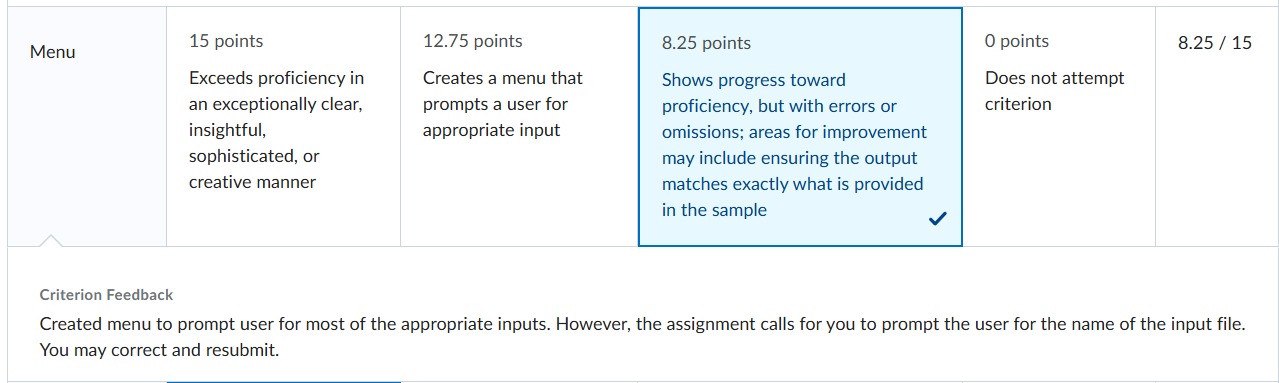 Menu
15 points
Exceeds proficiency in
an exceptionally clear,
insightful,
sophisticated, or
creative manner
12.75 points
Creates a menu that
prompts a user for
appropriate input
8.25 points
Shows progress toward
proficiency, but with errors or
omissions; areas for improvement
may include ensuring the output
matches exactly what is provided
in the sample
0 points
Does not attempt
criterion
8.25 / 15
Criterion Feedback
Created menu to prompt user for most of the appropriate inputs. However, the assignment calls for you to prompt the user for the name of the input file.
You may correct and resubmit.